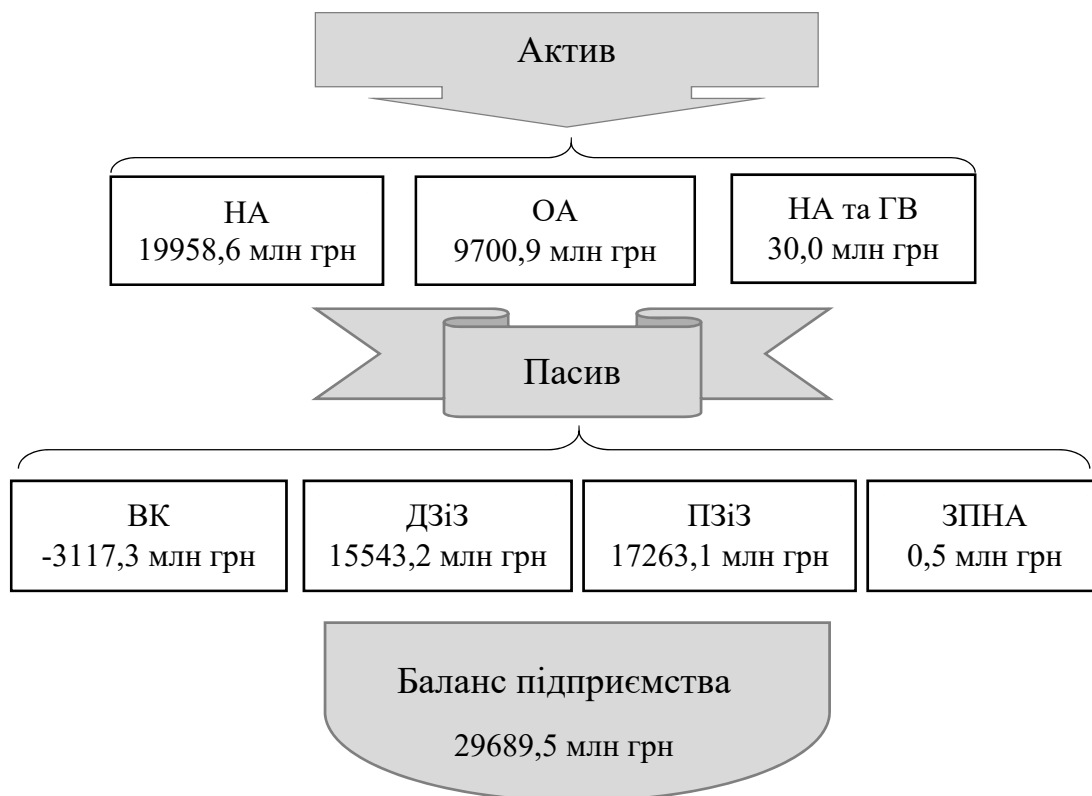 Актив
НА
19958,6 млн грн
ОА
9700,9 млн грн
НА та ГВ
30,0 млн грн
Пасив
ВК
-3117,3 млн грн
ДЗіЗ
15543,2 млн грн
ПЗіЗ
17263,1 млн грн
ЗПНА
0,5 млн грн
Баланс підприємства
29689,5 млн грн